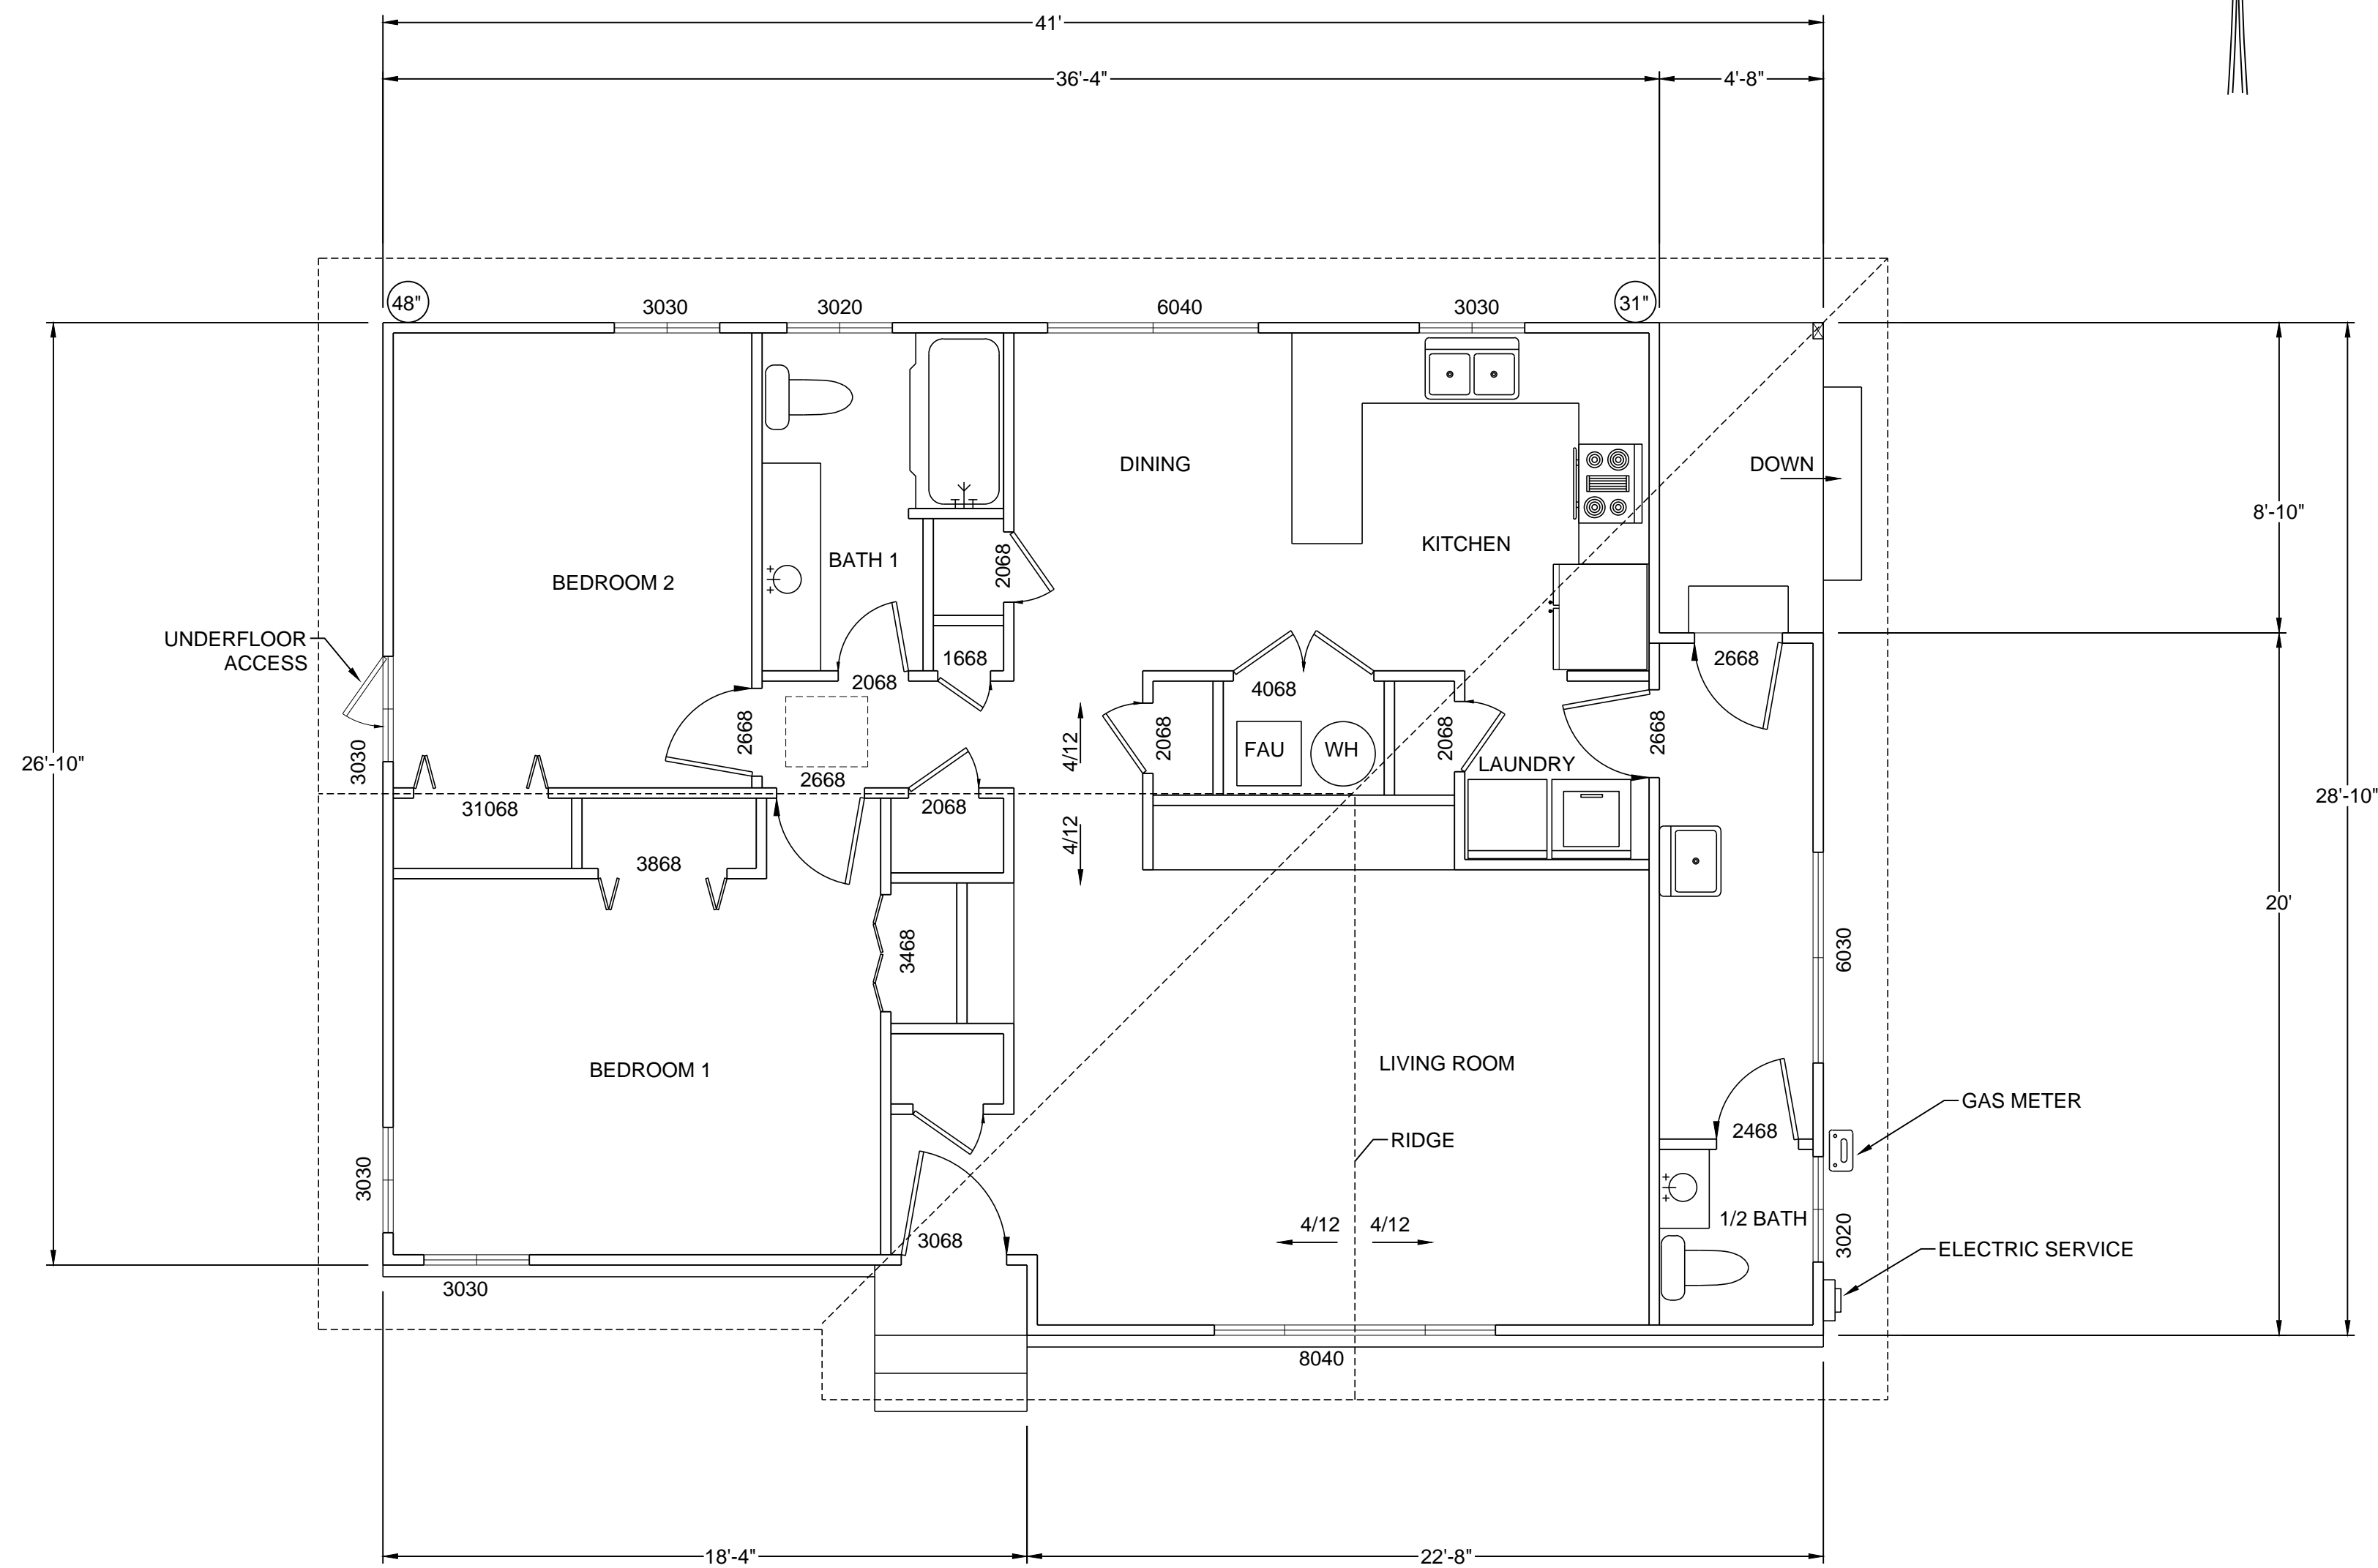 41'
36'-4"
4'-8"
48"
3030
3020
6040
3030
31"
DINING
DOWN
8'-10"
KITCHEN
BATH 1
2068
BEDROOM 2
UNDERFLOOR
ACCESS
1668
2668
2068
4068
2668
2068
2068
2668
4/12
FAU
WH
LAUNDRY
3030
26'-10"
2668
28'-10"
31068
2068
4/12
3868
20'
3468
6030
BEDROOM 1
LIVING ROOM
GAS METER
2468
RIDGE
3030
1/2 BATH
4/12
4/12
3068
3020
ELECTRIC SERVICE
3030
8040
18'-4"
22'-8"